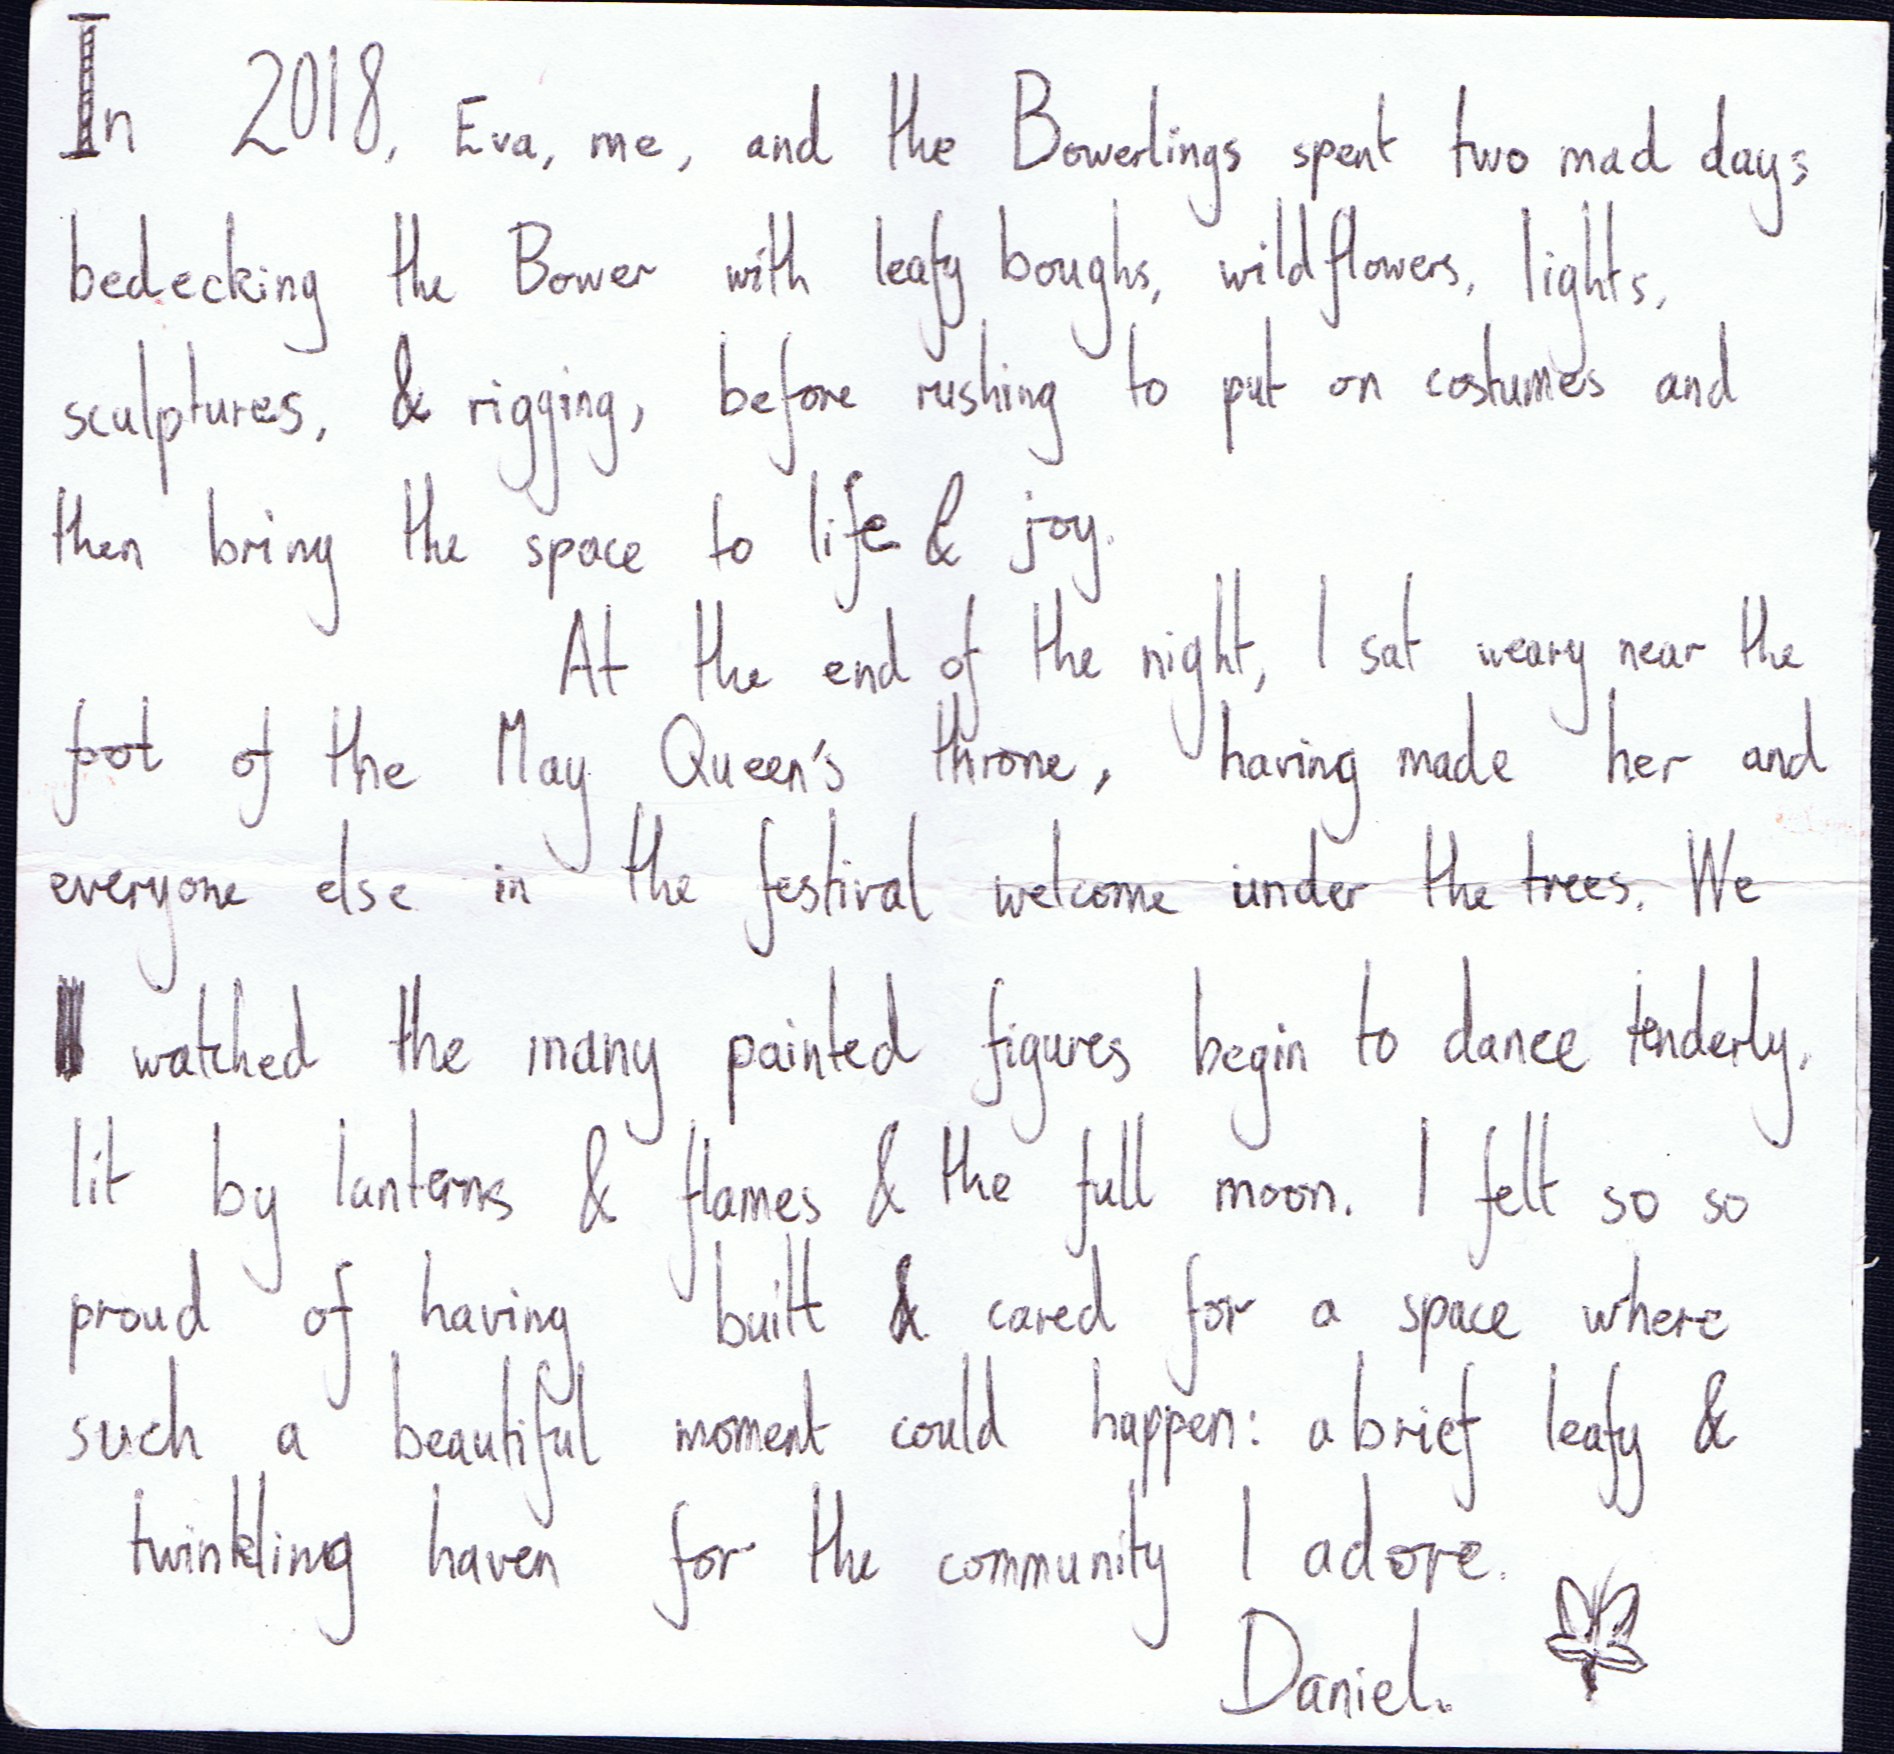 In 2018, Eva, me, and the Bowerlings spent two mad days
bedecking the Bower with leafy boughs, wildflowers, lights,
sculptures, & rigging, before rushing to put on costumes and
then bring the space to life & joy.
At the end of the night, I sat weary near the
foot of the May Queen's throne, having made her and
everyone else in the festival welcome under the trees. We
watched the many painted figures begin to dance tenderly,
lit by lanterns & flames & the full moon. I felt so so
proud of having built & cared for a space where
such a beautiful moment could happen: a brief leafy &
twinkling haven for the community I adore.
Daniel.